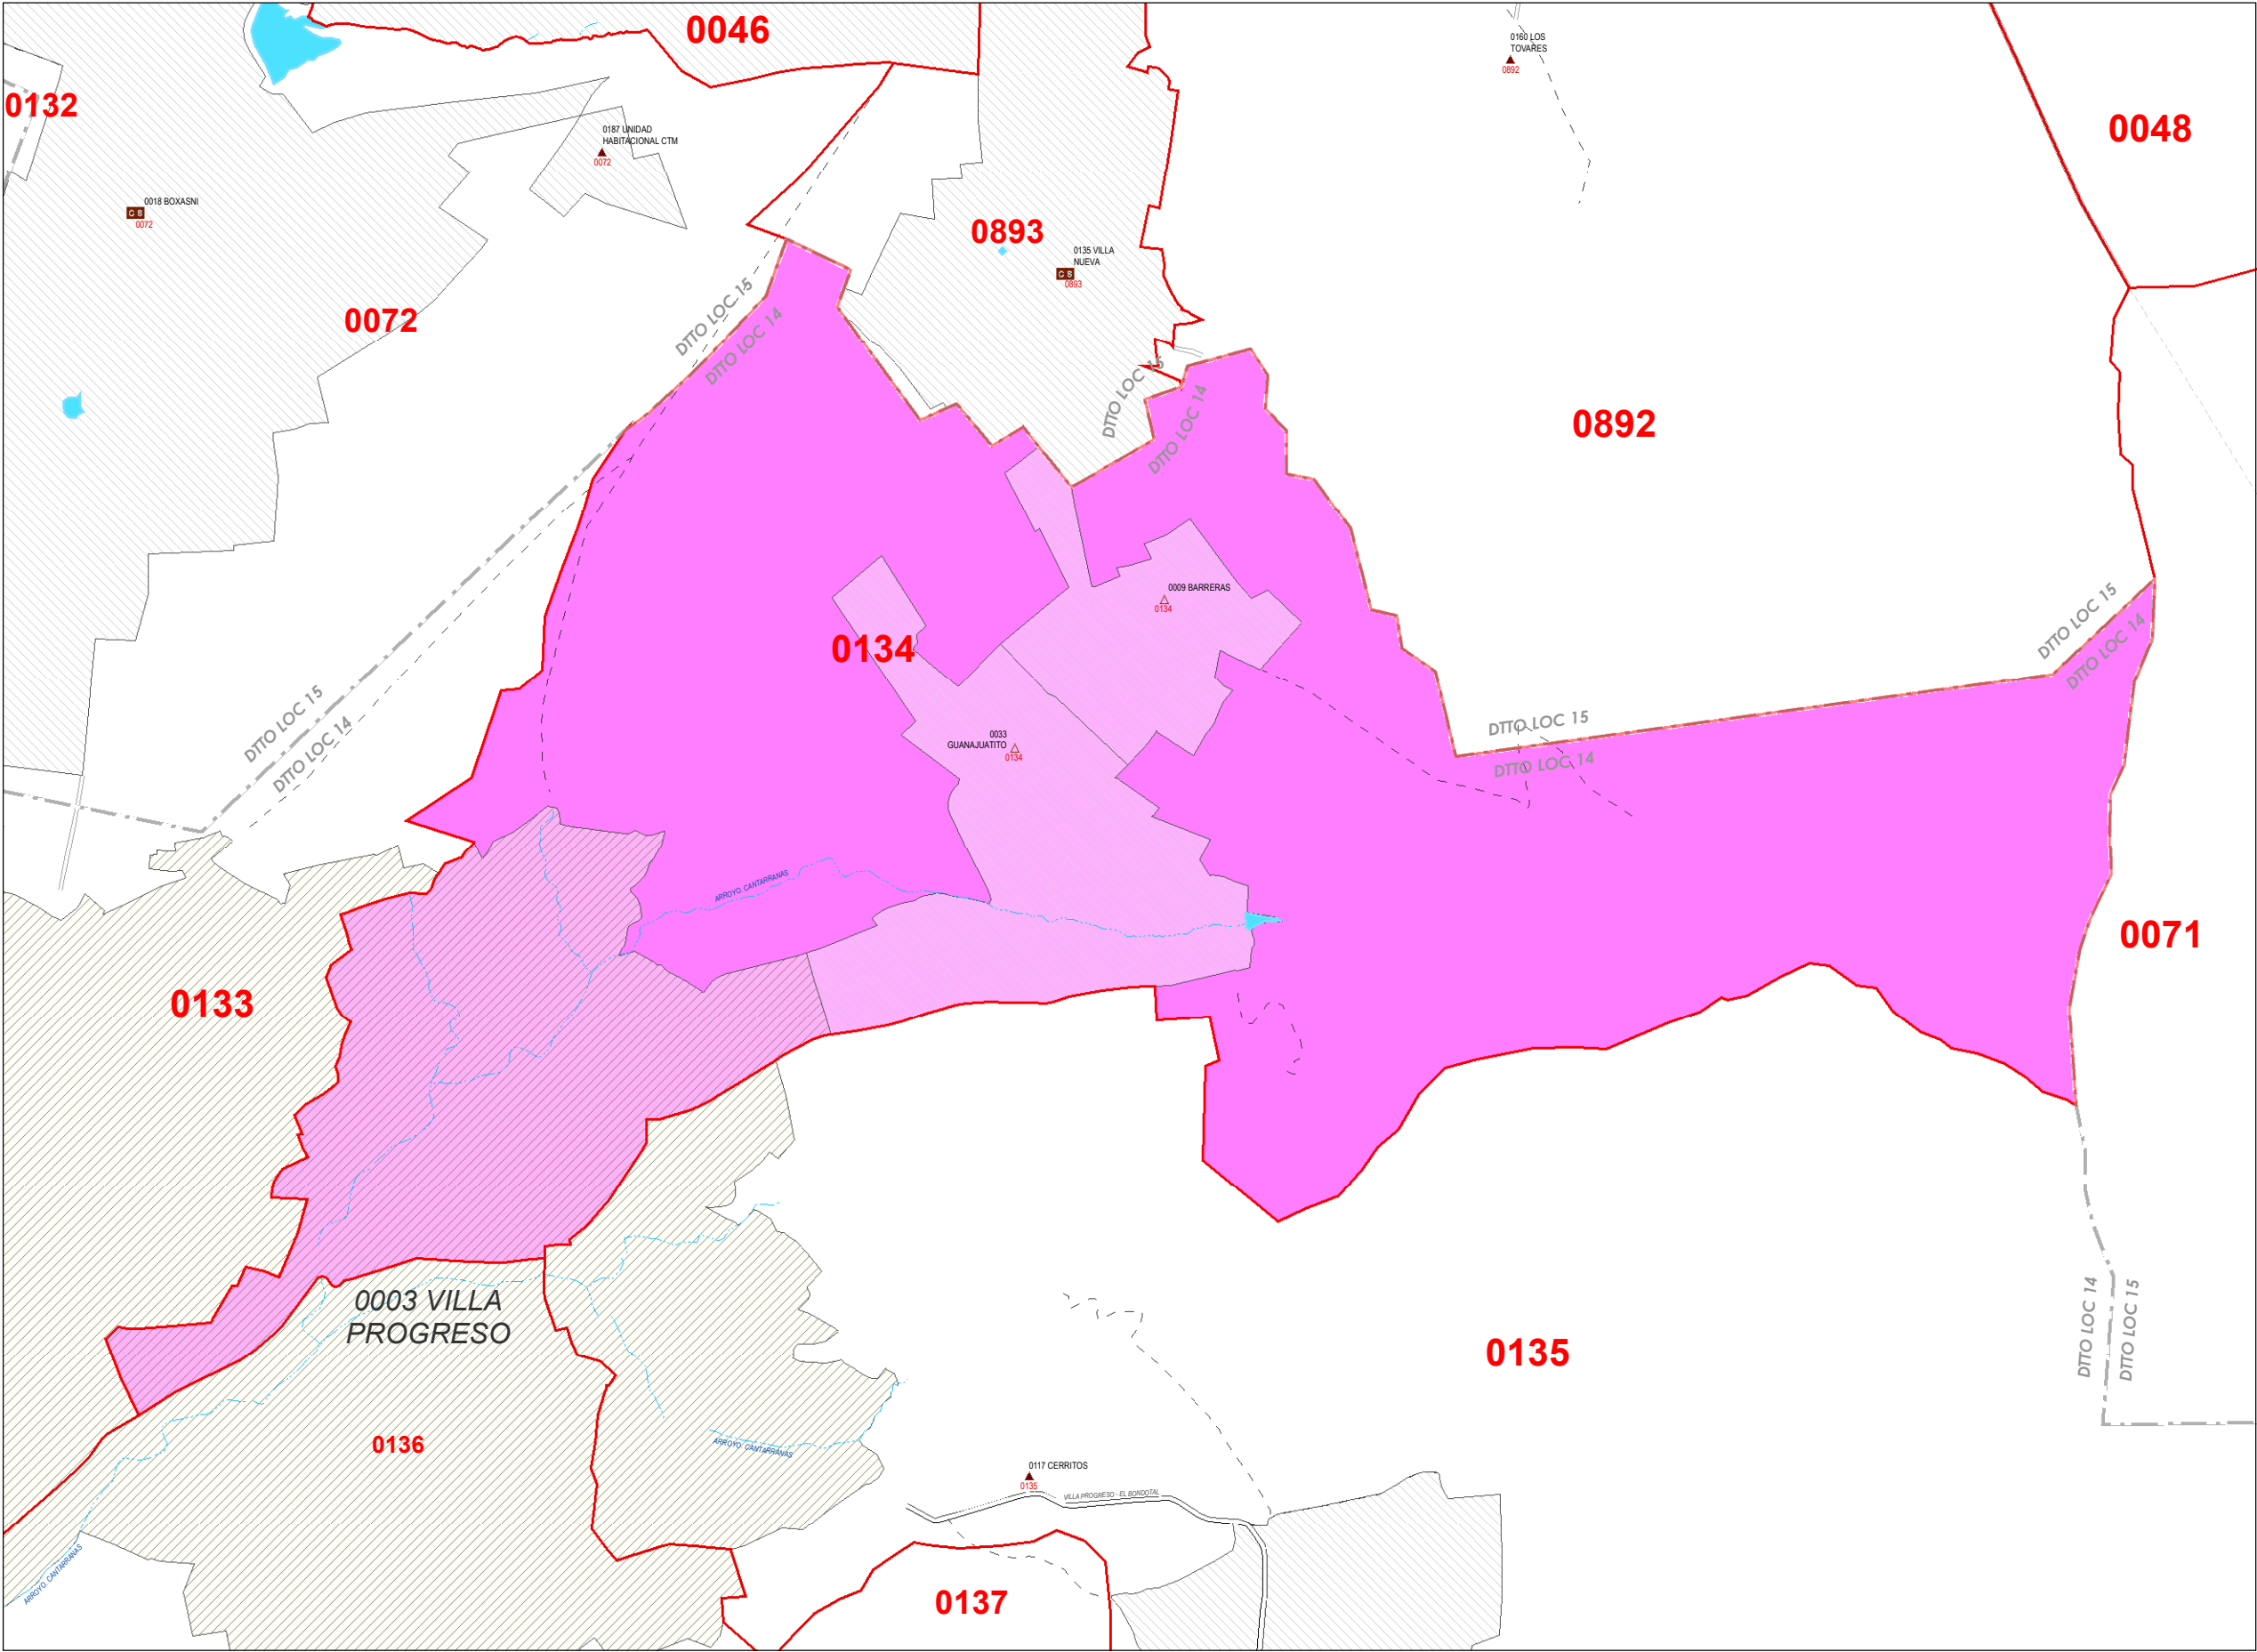 0046
0160 LOS
TOVARES
0892
0132
0048
0187 UNIDAD
HABITACIONAL CTM
0072
0018 BOXASNI
C S
0072
0893
0135 VILLA
NUEVA
C S
0893
0072
DTTO LOC 15
DTTO LOC 14
DTTO LOC 15
DTTO LOC 14
0892
0009 BARRERAS
0134
0134
DTTO LOC 15
DTTO LOC 14
DTTO LOC 15
DTTO LOC 14
0033
GUANAJUATITO
0134
DTTO LOC 15
DTTO LOC 14
ARROYO. CANTARRANAS
0071
0133
0003 VILLA
PROGRESO
0135
DTTO LOC 14
DTTO LOC 15
0136
ARROYO. CANTARRANAS
0117 CERRITOS
0135
VILLA PROGRESO - EL BONDOTAL
ARROYO. CANTARRANAS
0137